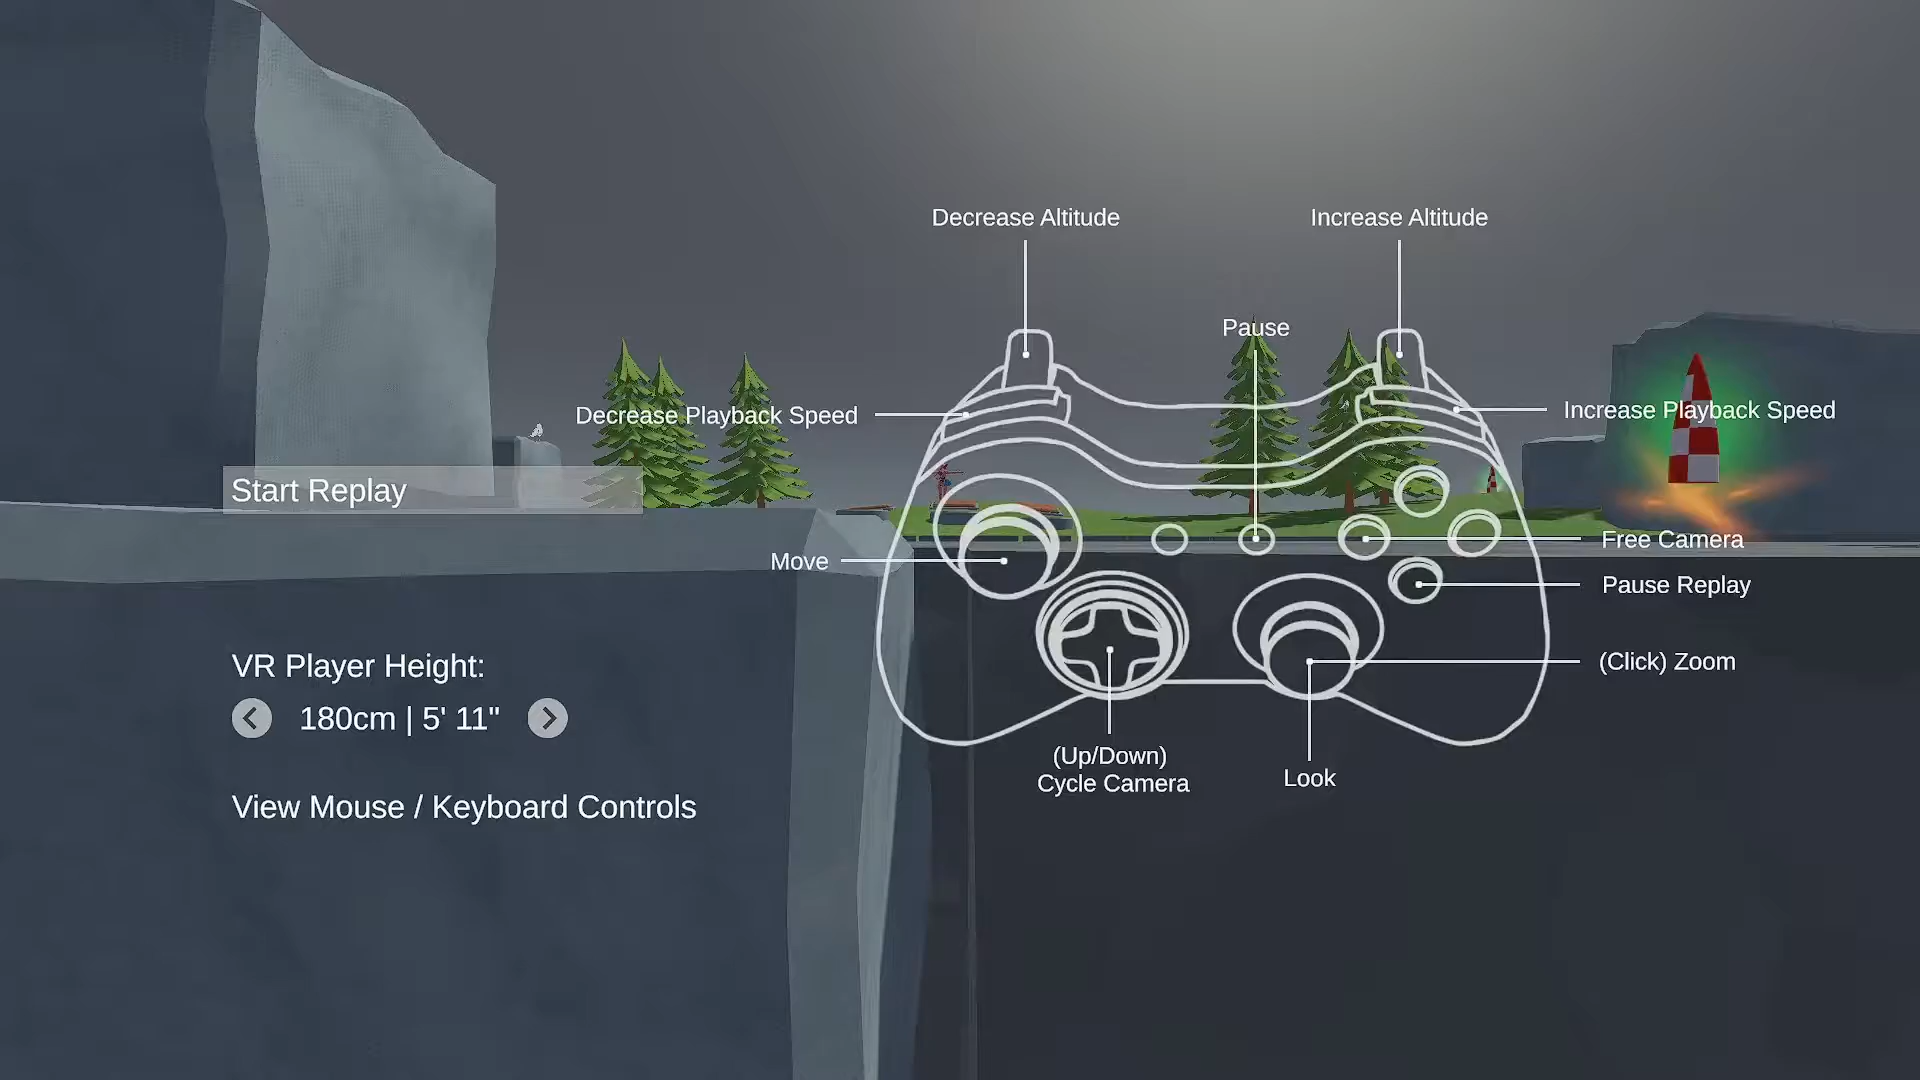 Decrease Altitude
Increase Altitude
Pause
Decrease Playback Speed
Increase Playback Speed
Start Replay
Free Camera
Move
Pause Replay
(Click) Zoom
VR Player Height:
180cm | 5' 11"
(Up/Down)
Cycle Camera
Look
View Mouse / Keyboard Controls